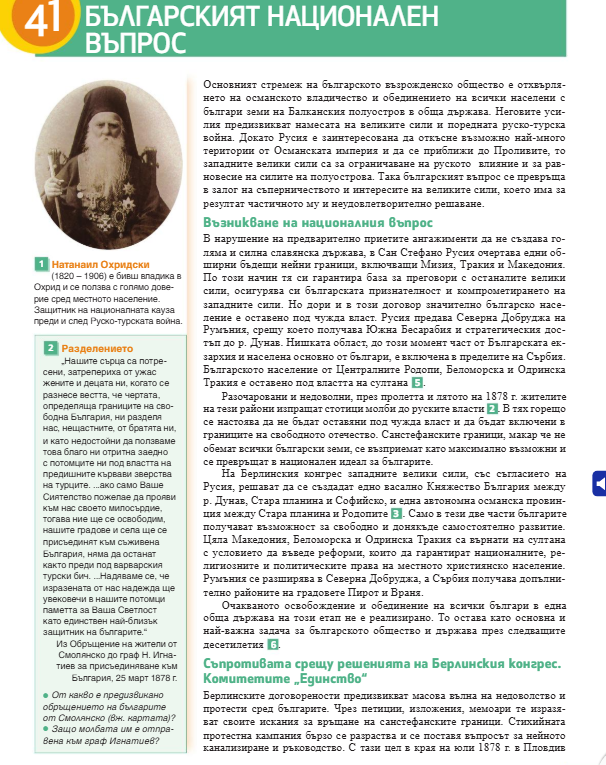 41
БЪЛГАРСКИЯТ НАЦИОНАЛЕН
ВЪПРОС
1 Натанаил Охридски
(1820 – 1906) е бивш владика в
Охрид и се ползва с голямо дове-
рие сред местното население.
Защитник на националната кауза
преди и след Руско-турската война.
2 Разделението
„Нашите сърца са потре-
сени, затрепериха от ужас
жените и децата ни, когато се
разнесе вестта, че чертата,
определяща границите на сво-
бодна България, ни разделя
нас, нещастните, от братята ни,
и като недостойни да ползваме
това благо ни отритна заедно
с потомците ни под властта на
предишните кървави зверства
на турците. ...ако само Ваше
Сиятелство пожелае да прояви
към нас своето милосърдие,
тогава ние ще се освободим,
нашите градове и села ще се
присъединят към съживена
България, няма да останат
както преди под варварския
турски бич. ...Надяваме се, че
изразената от нас надежда ще
увековечи в нашите потомци
паметта за Ваша Светлост
като единствен най-близък
защитник на българите.“
Из Обръщение на жители от
Смолянско до граф Н. Игна-
тиев за присъединяване към
България, 25 март 1878 г.
● От какво е предизвикано
обръщението на българите
от Смолянско (вж. картата)?
● Защо молбата им е отпра-
вена към граф Игнатиев?
Основният стремеж на българското възрожденско общество е отхвърля-
нето на османското владичество и обединението на всички населени с
българи земи на Балканския полуостров в обща държава. Неговите уси-
лия предизвикват намесата на великите сили и поредната руско-турска
война. Докато Русия е заинтересована да откъсне възможно най-много
територии от Османската империя и да се приближи до Проливите, то
западните велики сили са за ограничаване на руското влияние и за рав-
новесие на силите на полуострова. Така българският въпрос се превръща
в залог на съперничеството и интересите на великите сили, което има за
резултат частичното му и неудовлетворително решаване.
Възникване на националния въпрос
В нарушение на предварително приетите ангажименти да не създава го-
ляма и силна славянска държава, в Сан Стефано Русия очертава едни об-
ширни бъдещи нейни граници, включващи Мизия, Тракия и Македония.
По този начин тя си гарантира база за преговори с останалите велики
сили, осигурява си българската признателност и компрометирането на
западните сили. Но дори и в този договор значително българско насе-
ление е оставено под чужда власт. Русия предава Северна Добруджа на
Румъния, срещу което получава Южна Бесарабия и стратегическия дос-
тъп до р. Дунав. Нишката област, до този момент част от Българската ек-
зархия и населена основно от българи, е включена в пределите на Сърбия.
Българското население от Централните Родопи, Беломорска и Одринска
Тракия е оставено под властта на султана 5.
Разочаровани и недоволни, през пролетта и лятото на 1878 г. жителите
на тези райони изпращат стотици молби до руските власти 2. В тях горещо
се настоява да не бъдат оставяни под чужда власт и да бъдат включени в
границите на свободното отечество. Санстефанските граници, макар че не
обемат всички български земи, се възприемат като максимално възможни и
се превръщат в национален идеал за българите.
На Берлинския конгрес западните велики сили, със съгласието на
Русия, решават да се създадат едно васално Княжество България между
р. Дунав, Стара планина и Софийско, и една автономна османска провин-
ция между Стара планина и Родопите 3. Само в тези две части българите
получават възможност за свободно и донякъде самостоятелно развитие.
Цяла Македония, Беломорска и Одринска Тракия са върнати на султана
с условието да въведе реформи, които да гарантират националните, ре-
лигиозните и политическите права на местното християнско население.
Румъния се разширява в Северна Добруджа, а Сърбия получава допълни-
телно районите на градовете Пирот и Враня.
Очакваното освобождение и обединение на всички българи в една
обща държава на този етап не е реализирано. То остава като основна и
най-важна задача за българското общество и държава през следващите
десетилетия 6.
Съпротивата срещу решенията на Берлинския конгрес.
Комитетите „Единство“
Берлинските договорености предизвикват масова вълна на недоволство и
протести сред българите. Чрез петиции, изложения, мемоари те изразя-
ват своите искания за връщане на санстефанските граници. Стихийната
протестна кампания бързо се разраства и се поставя въпросът за нейното
канализиране и ръководство. С тази цел в края на юли 1878 г. в Пловдив